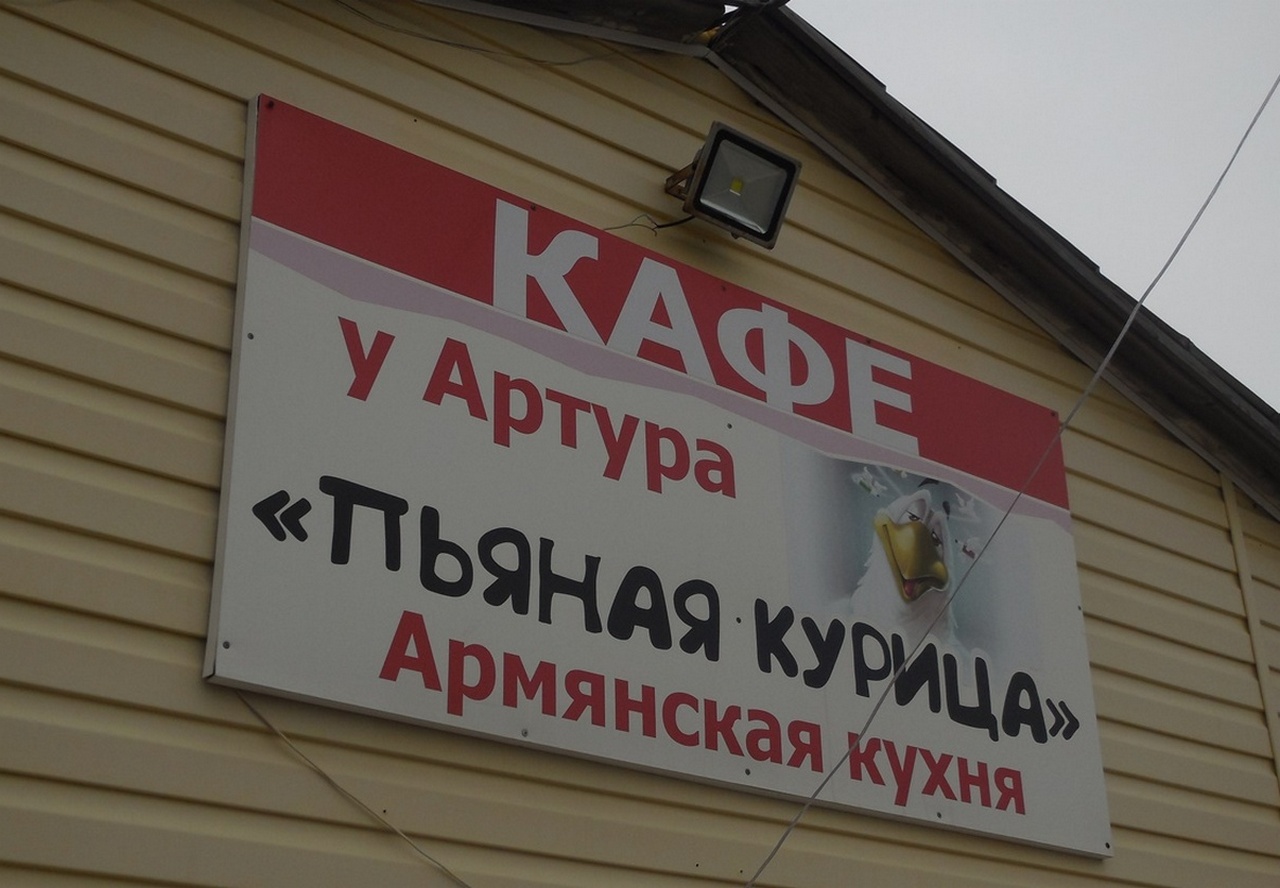 КАФЕ
у Артура
«ПЬЯНАЯ КУРИЦА»
Армянская кухня